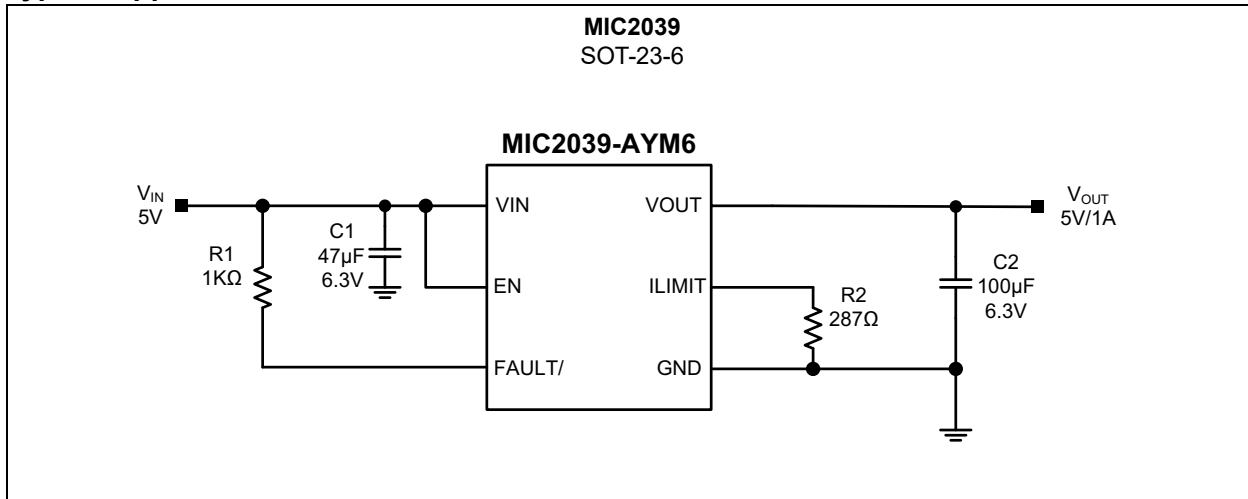 MIC2039
SOT-23-6
MIC2039-AYM6
VIN
5V
R1
1KΩ
C1
47µF
6.3V
VIN
EN
FAULT/
VOUT
ILIMIT
GND
R2
287Ω
C2
100µF
6.3V
VOUT
5V/1A